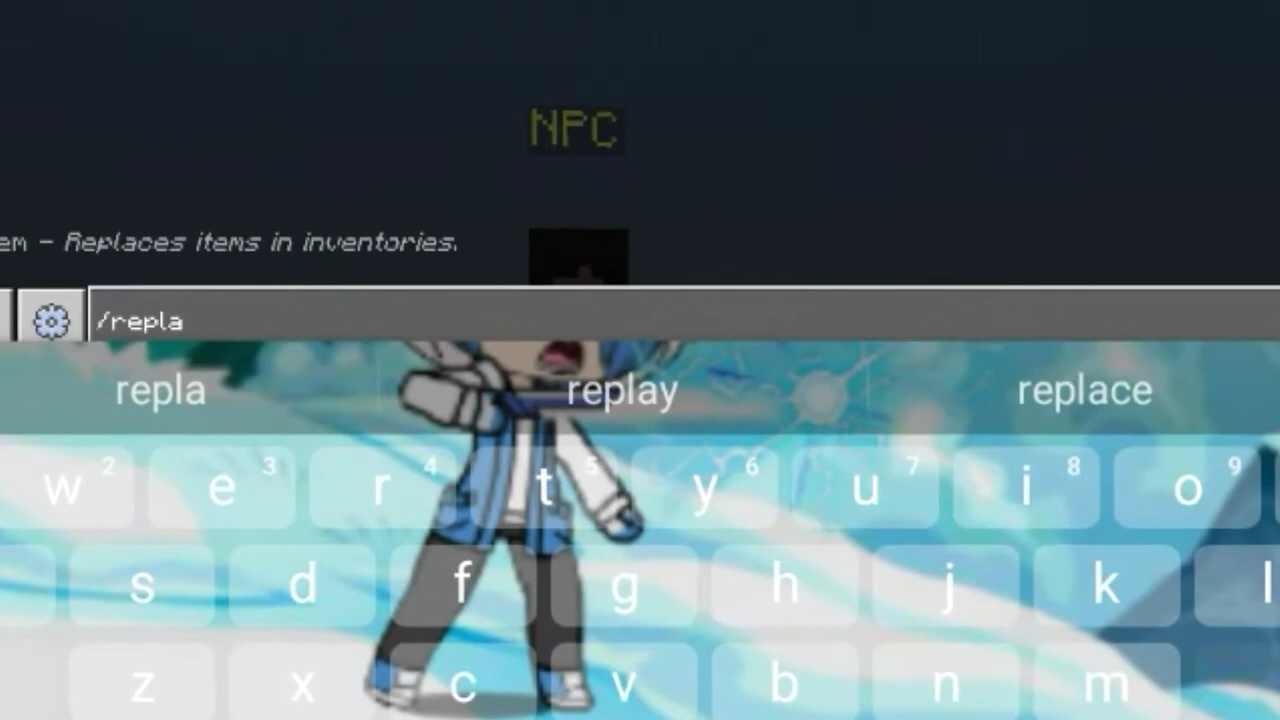 NPC
em - Replaces items in inventories.
/repla
repla replay replace
w 2 e 3 r 4 t 5 y 6 u 7 i 8 o 9
s d f g h j k l
z x c v b n m